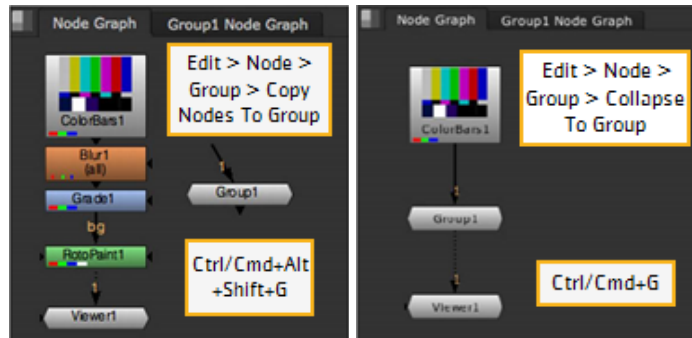 Node Graph
Group1 Node Graph
ColorBars1
Blur1
(all)
Grade1
bg
RotoPaint1
1
Viewer1
Edit > Node >
Group > Copy
Nodes To Group
1
Group1
Ctrl/Cmd+Alt
+Shift+G
Node Graph
Group1 Node Graph
ColorBars1
1
Group1
1
Viewer1
Edit > Node >
Group > Collapse
To Group
Ctrl/Cmd+G